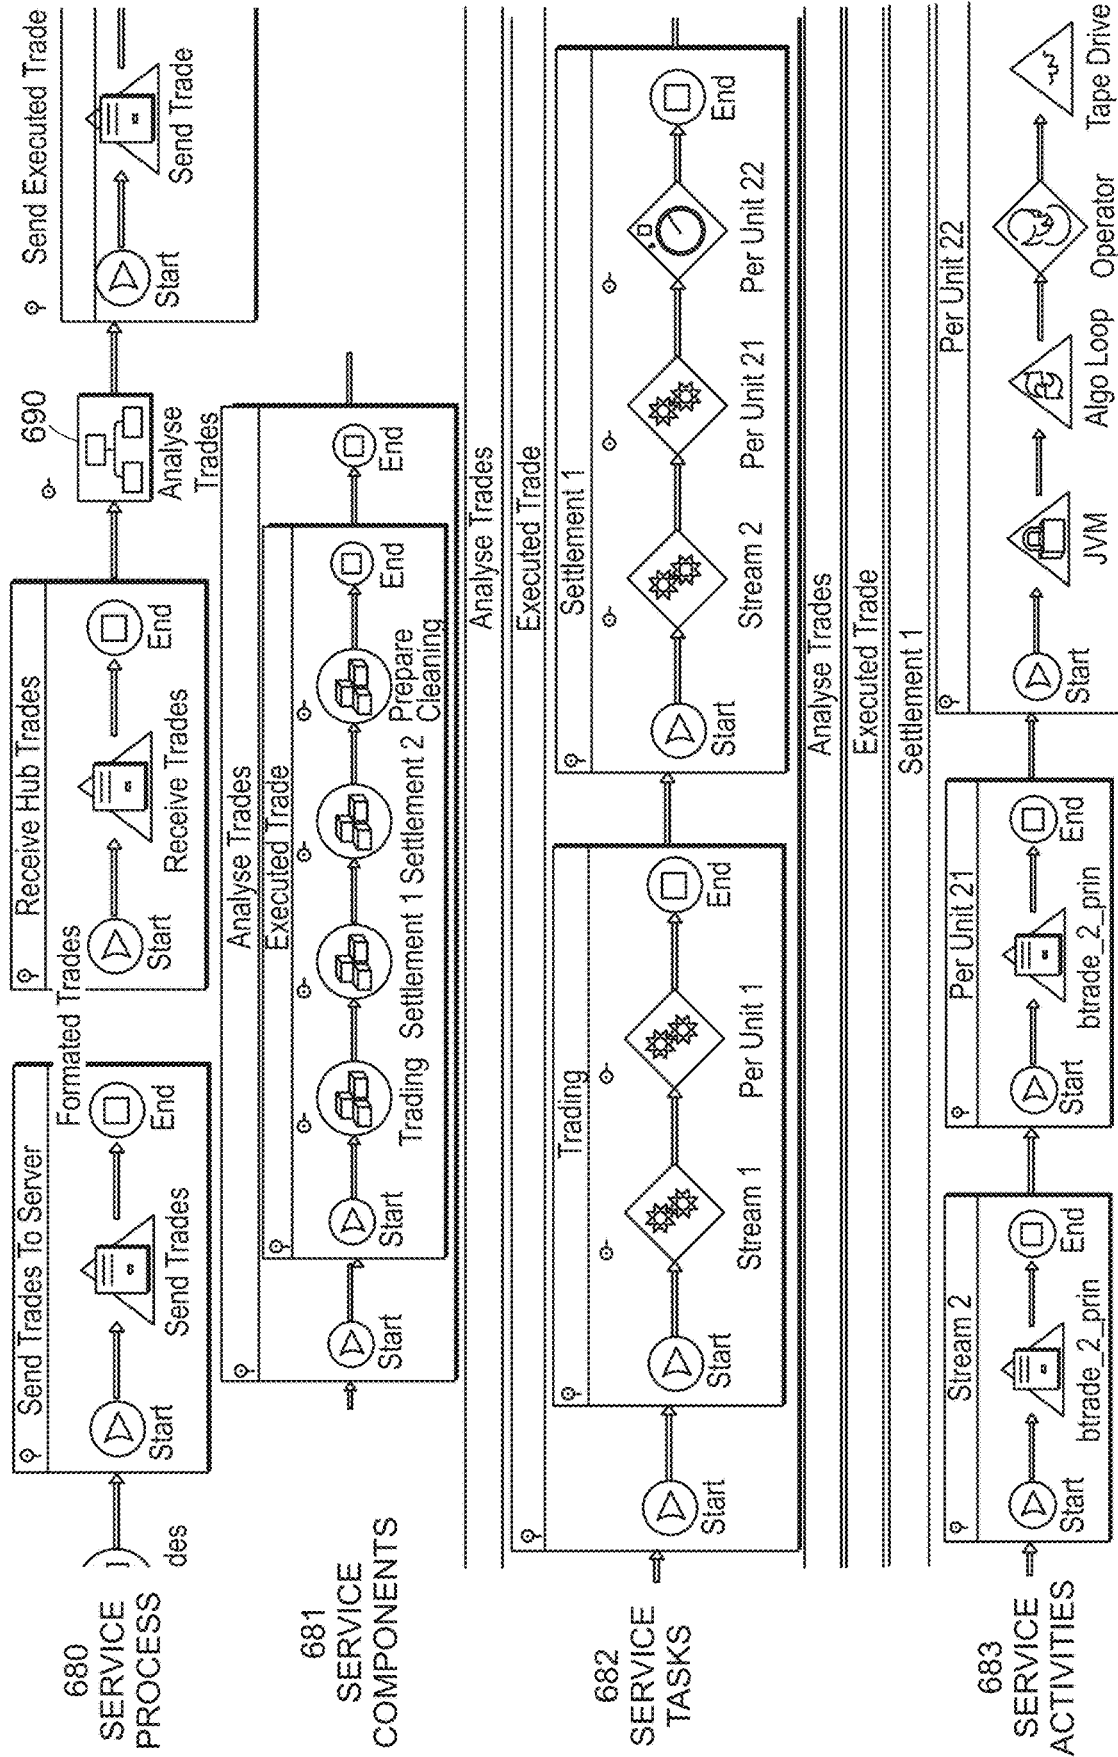 680
SERVICE
PROCESS
des
Send Trades To Server
Start
Send Trades
End
Formated Trades
Receive Hub Trades
Start
Receive Trades
End
690
Analyse
Trades
Send Executed Trade
Start
Send Trade
681
SERVICE
COMPONENTS
Analyse Trades
Executed Trade
Start
Start
Trading
Settlement 1
Settlement 2
Prepare
Cleaning
End
End
682
SERVICE
TASKS
Analyse Trades
Executed Trade
Start
Trading
Start
Stream 1
Per Unit 1
End
Settlement 1
Start
Stream 2
Per Unit 21
Per Unit 22
End
683
SERVICE
ACTIVITIES
Analyse Trades
Executed Trade
Settlement 1
Stream 2
Start
btrade_2_prin
End
Per Unit 21
Start
btrade_2_prin
End
Per Unit 22
Start
JVM
Algo Loop
Operator
Tape Drive